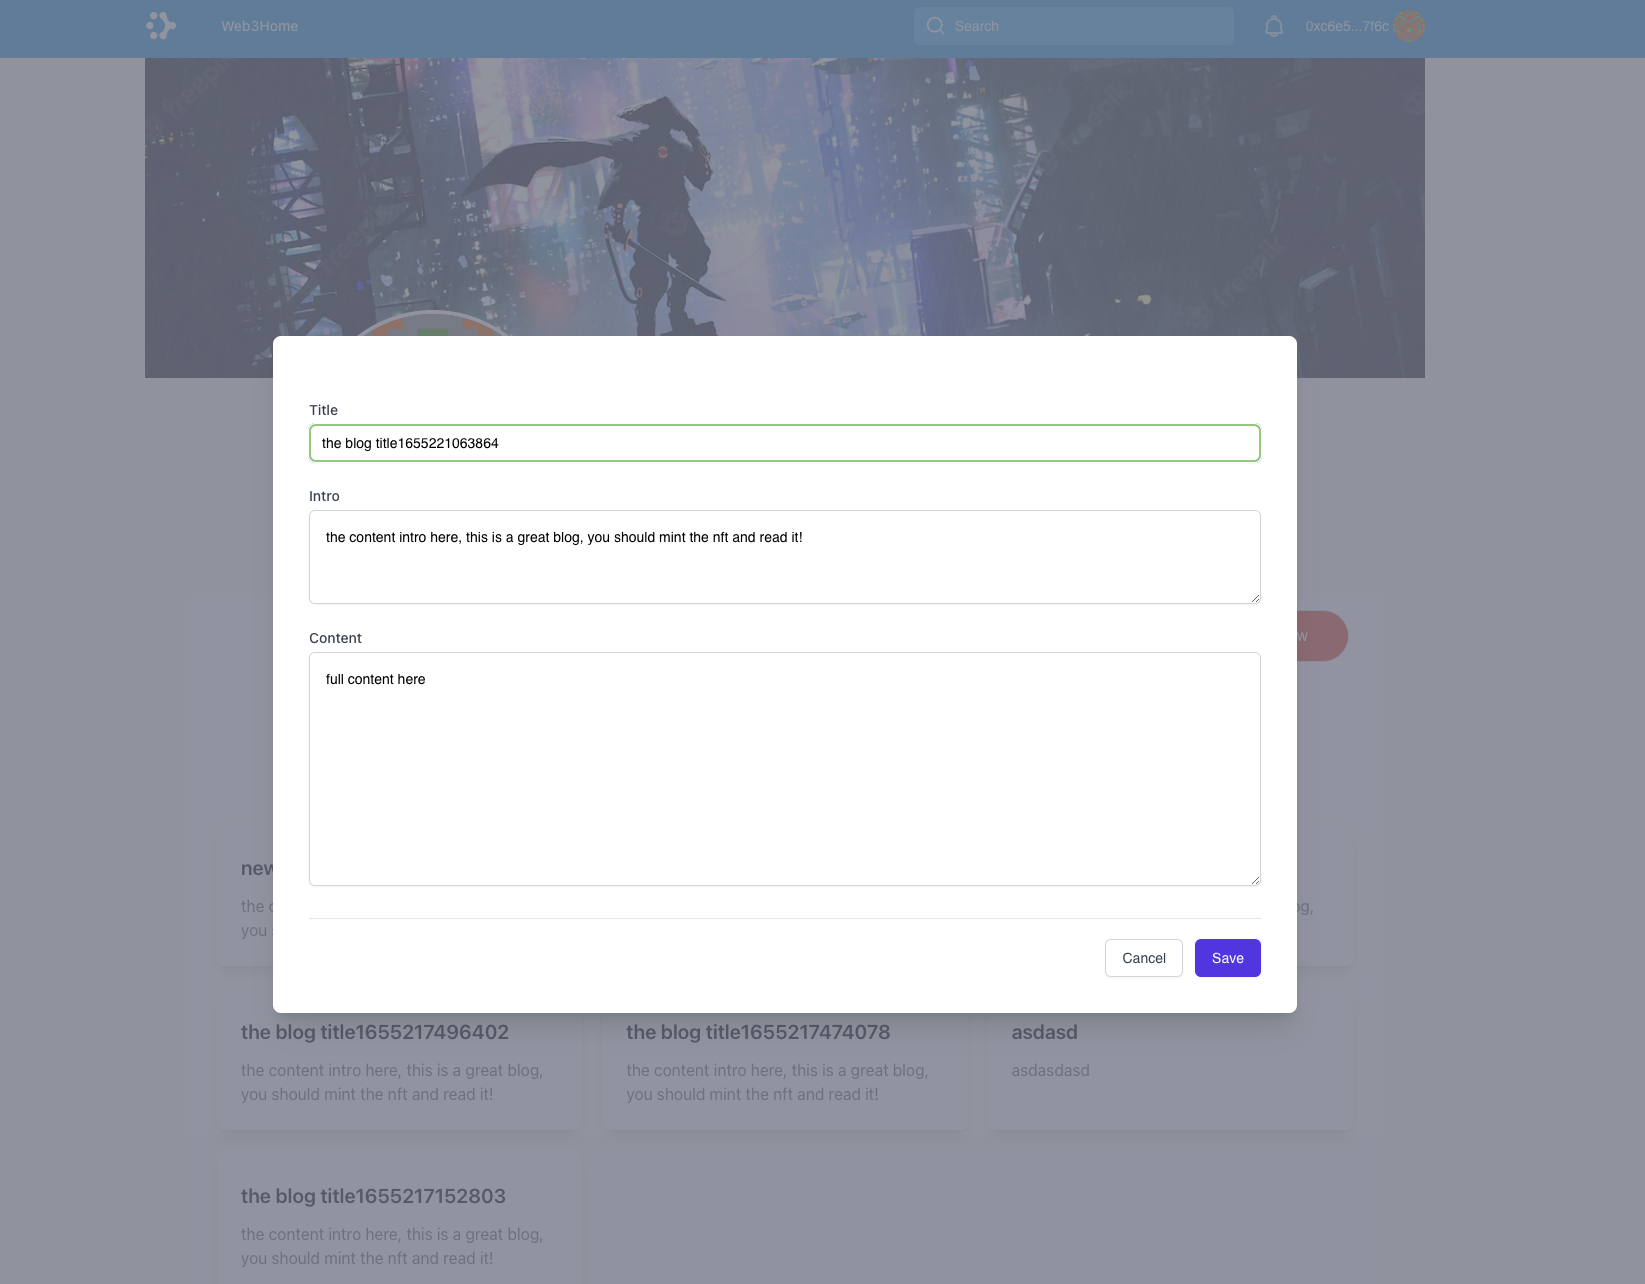 Web3Home
Search
0xc6e5...7f6c
freepik
freepik
freepik
Title
the blog title1655221063864
Intro
the content intro here, this is a great blog, you should mint the nft and read it!
Content
full content here
Cancel
Save
new
the c
you s
og,
the blog title1655217496402
the content intro here, this is a great blog,
you should mint the nft and read it!
the blog title1655217474078
the content intro here, this is a great blog,
you should mint the nft and read it!
asdasd
asdasdasd
the blog title1655217152803
the content intro here, this is a great blog,
you should mint the nft and read it!